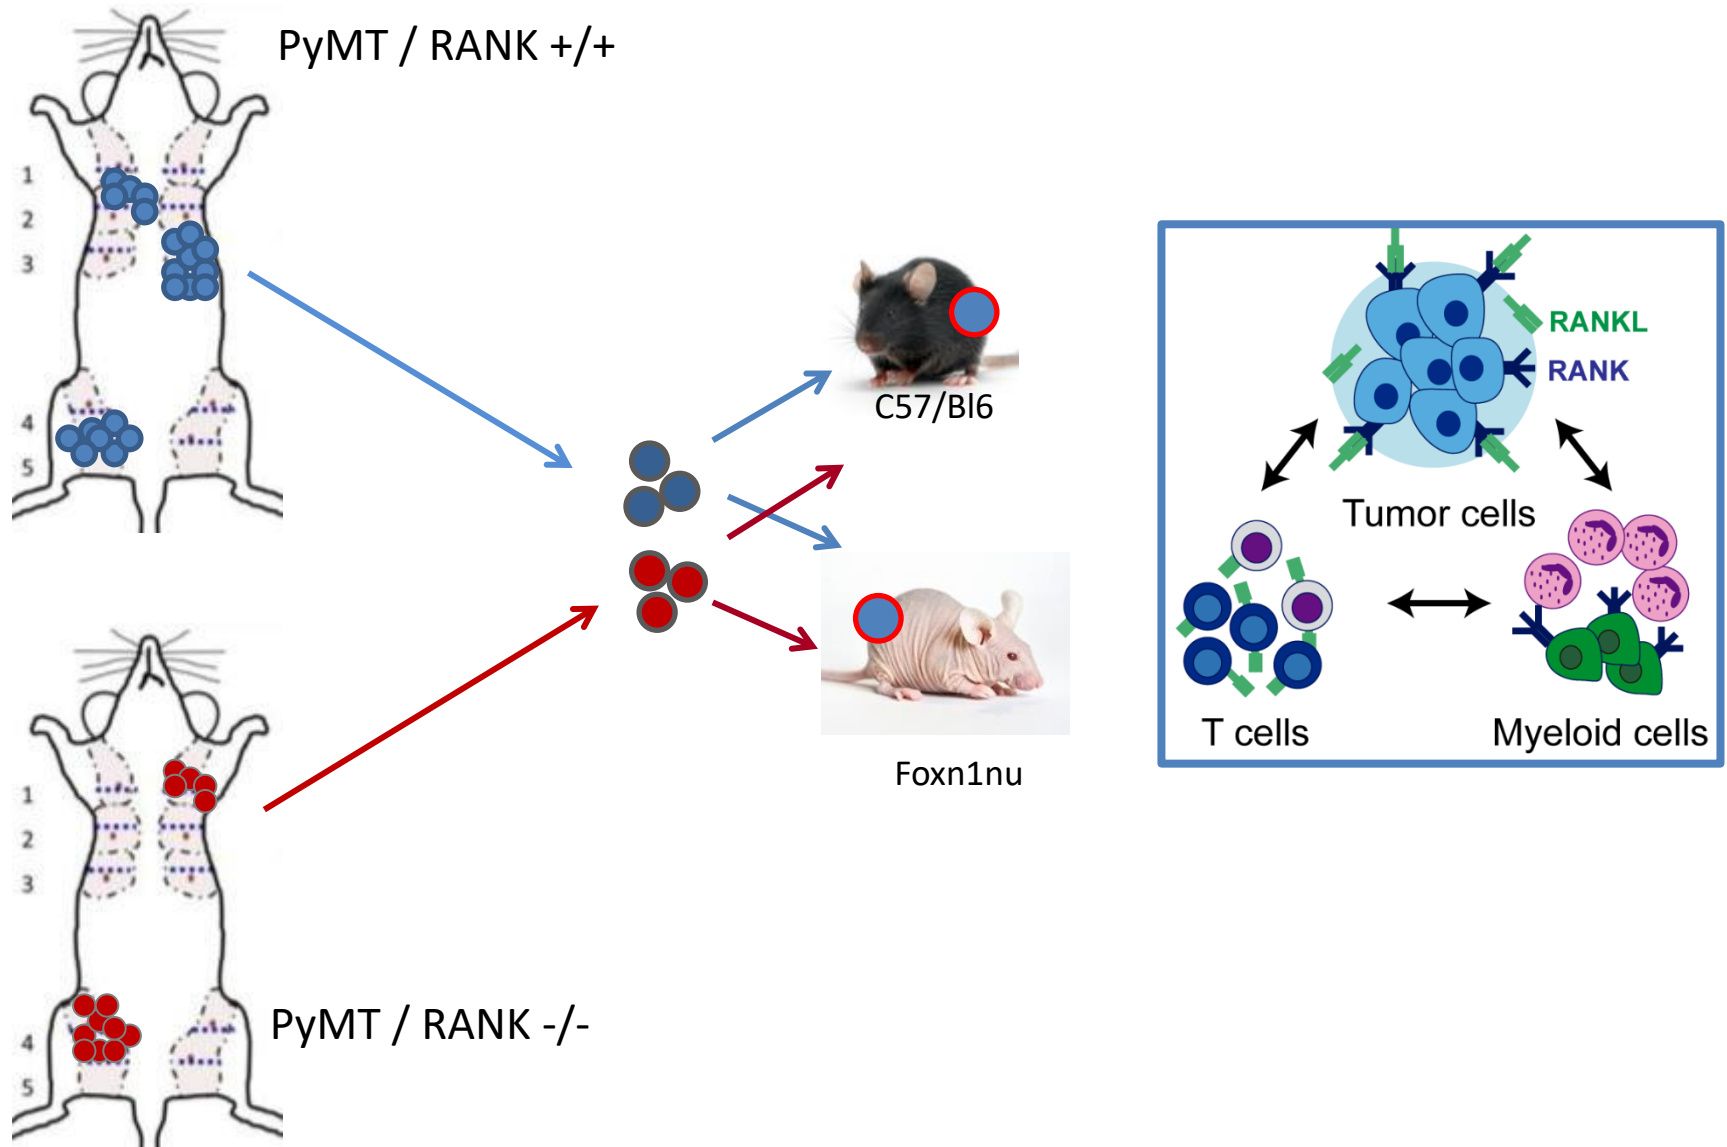 PyMT / RANK +/+
1
2
3
4
5
C57/Bl6
Foxn1nu
RANKL
RANK
Tumor cells
T cells
Myeloid cells
1
2
3
PyMT / RANK -/-
4
5